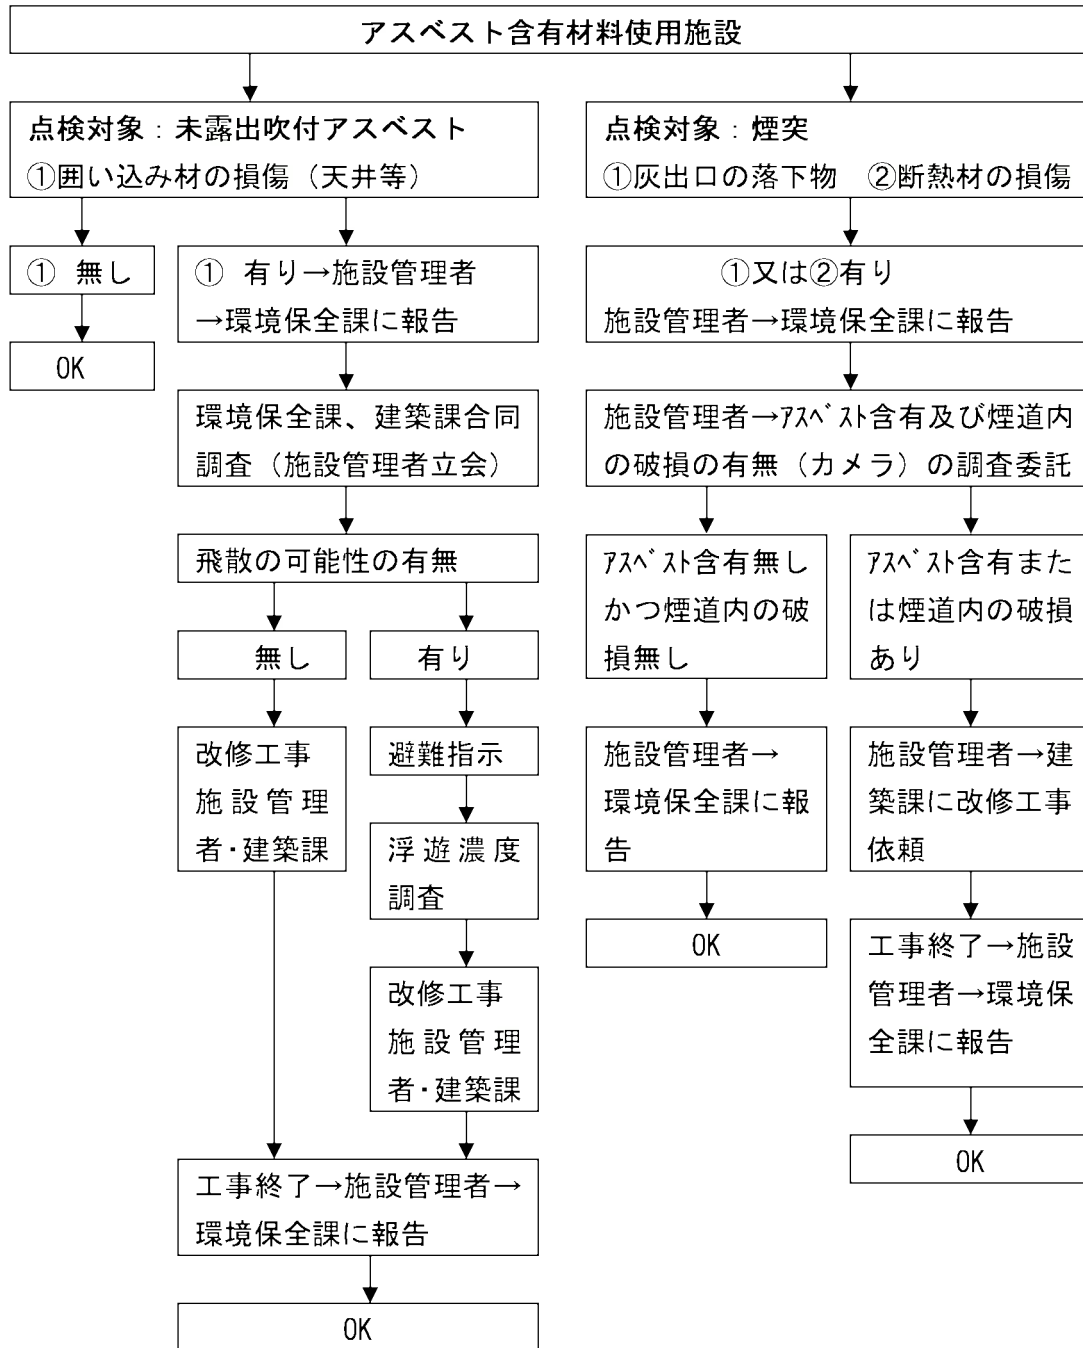 アスベスト含有材料使用施設
点検対象：未露出吹付アスベスト
①囲い込み材の損傷（天井等）
① 無し
OK
① 有り→施設管理者
→環境保全課に報告
環境保全課、建築課合同
調査（施設管理者立会）
飛散の可能性の有無
無し
改修工事
施設管理
者・建築課
有り
避難指示
浮遊濃度
調査
改修工事
施設管理
者・建築課
工事終了→施設管理者→
環境保全課に報告
OK
点検対象：煙突
①灰出口の落下物　②断熱材の損傷
①又は②有り
施設管理者→環境保全課に報告
施設管理者→ｱｽﾍﾞｽﾄ含有及び煙道内
の破損の有無（カメラ）の調査委託
ｱｽﾍﾞｽﾄ含有無し
かつ煙道内の破
損無し
施設管理者→
環境保全課に報
告
OK
ｱｽﾍﾞｽﾄ含有また
は煙道内の破損
あり
施設管理者→建
築課に改修工事
依頼
工事終了→施設
管理者→環境保
全課に報告
OK